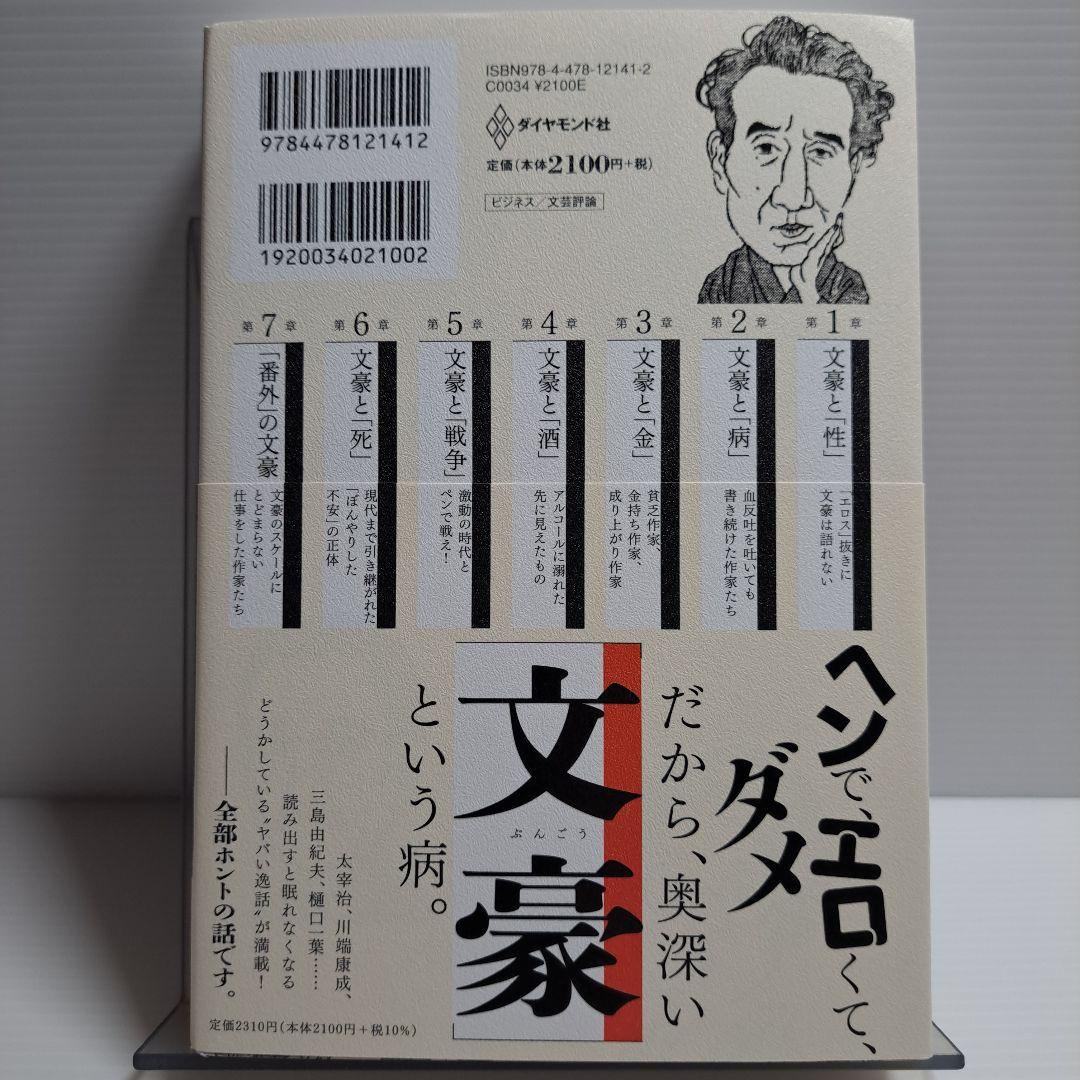 9784478121412
1920034021002
ISBN978-4-478-12141-2
C0034 ¥2100E
ダイヤモンド社
定価(本体2100円+税)
ビジネス/文芸評論
第1章
文豪と「性」
「エロス」抜きに
文豪は語れない
第2章
文豪と「病」
血反吐を吐いても
書き続けた作家たち
第3章
文豪と「金」
貧乏作家、
金持ち作家、
成り上がり作家
第4章
文豪と「酒」
アルコールに溺れた
先に見えたもの
第5章
文豪と「戦争」
激動の時代と
ペンで戦え!
第6章
文豪と「死」
現代まで引き継がれた
「ぼんやりした
不安」の正体
第7章
「番外」の文豪
文豪のスケールに
とどまらない
仕事をした作家たち
ヘンで、エロくて、
ダメ
だから、奥深い
文豪
ぶんごう
という病。
太宰治、川端康成、
三島由紀夫、樋口一葉……
読み出すと眠れなくなる
どうかしている〝ヤバい逸話〟が満載!
――全部ホントの話です。
定価2310円(本体2100円+税10%)